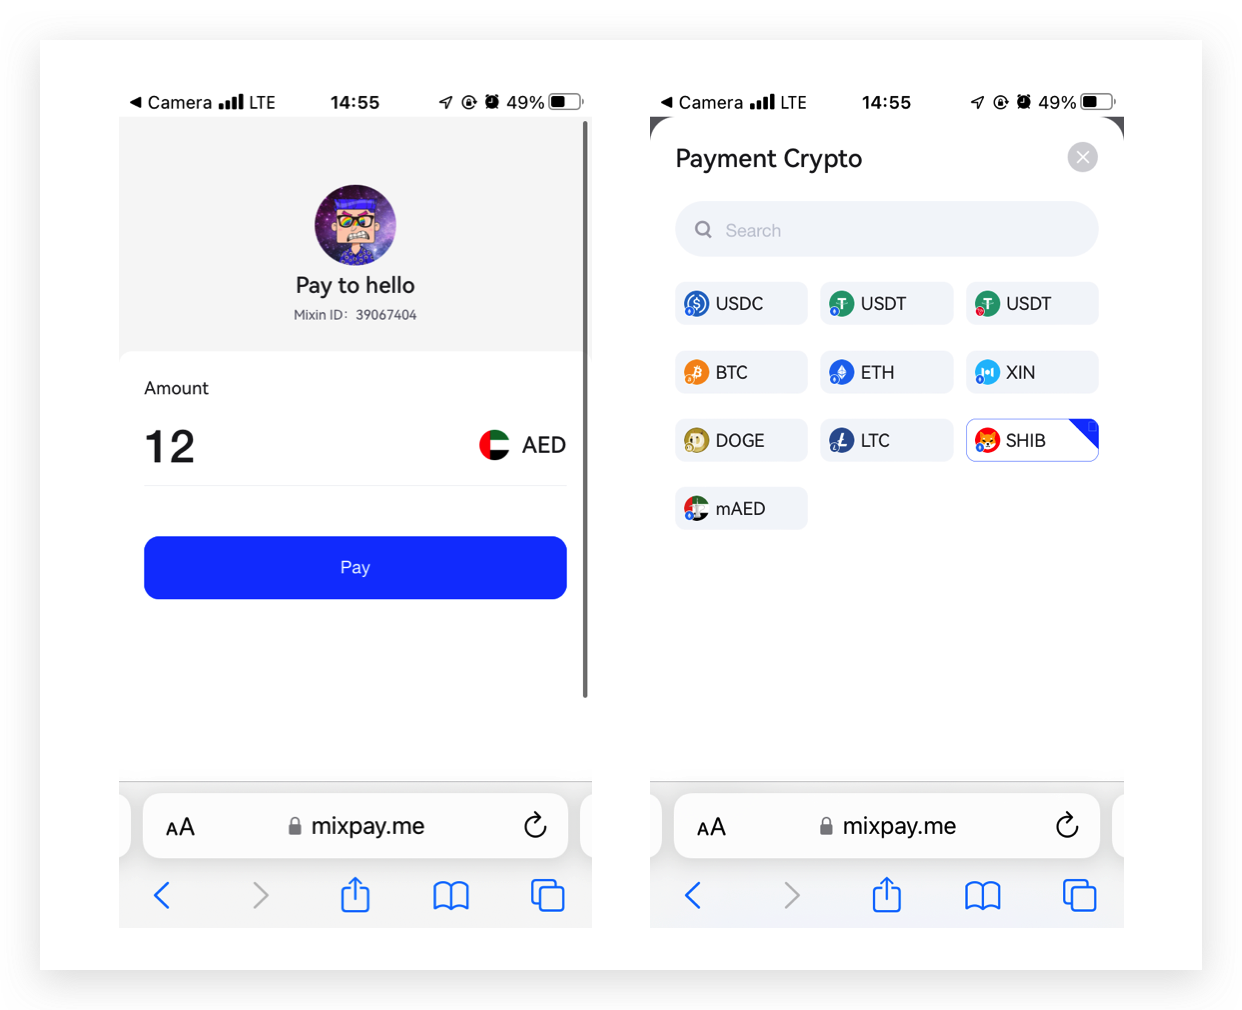 Camera LTE 14:55 49%
Pay to hello
Mixin ID: 39067404
Amount
12 AED
Pay
AA mixpay.me
Camera LTE 14:55 49%
Payment Crypto
Search
USDC USDT USDT
BTC ETH XIN
DOGE LTC SHIB
mAED
AA mixpay.me